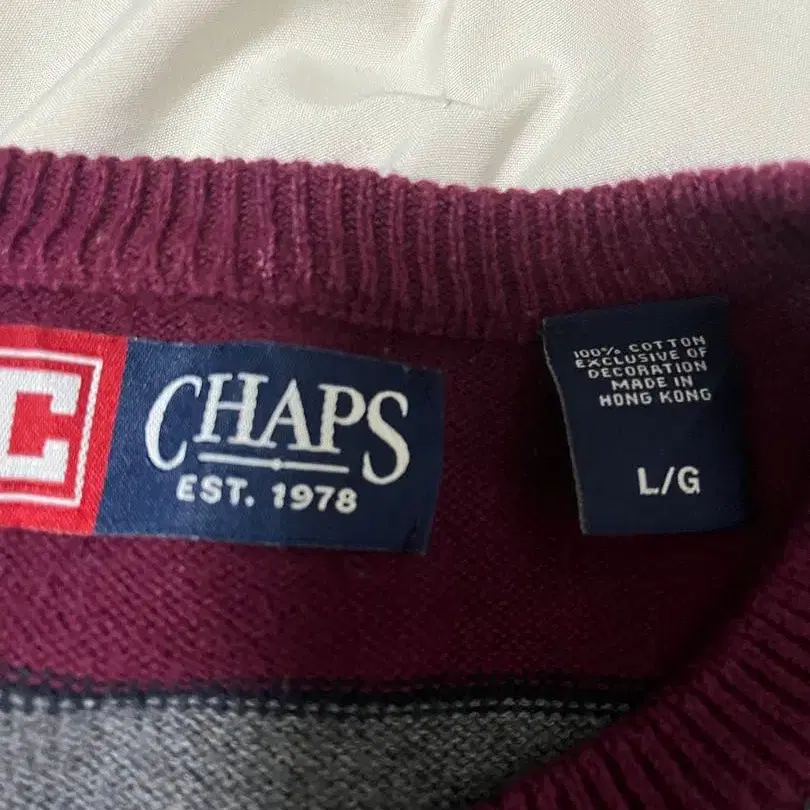 C
CHAPS
EST. 1978
100% COTTON
EXCLUSIVE OF
DECORATION
MADE IN
HONG KONG
L/G